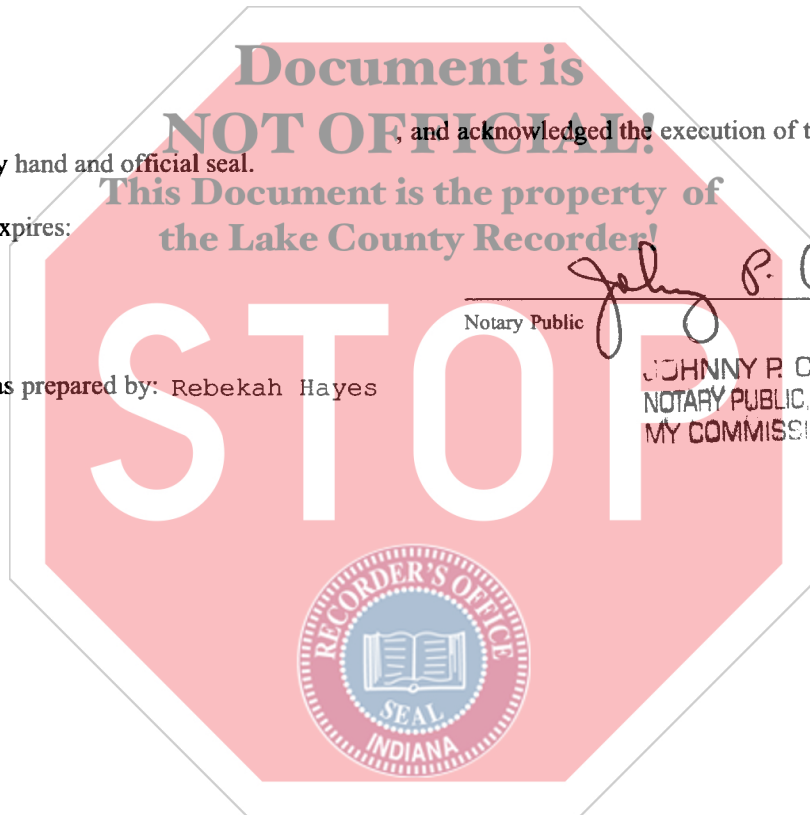 Document is
NOT OFFICIAL!
, and acknowledged the execution of t
y hand and official seal.
This Document is the property of
xpires:
the Lake County Recorder!
STOP
Notary Public
as prepared by: Rebekah Hayes
JOHNNY P. C
NOTARY PUBLIC,
MY COMMISSI
RECORDER'S OFFICE
SEAL
INDIANA